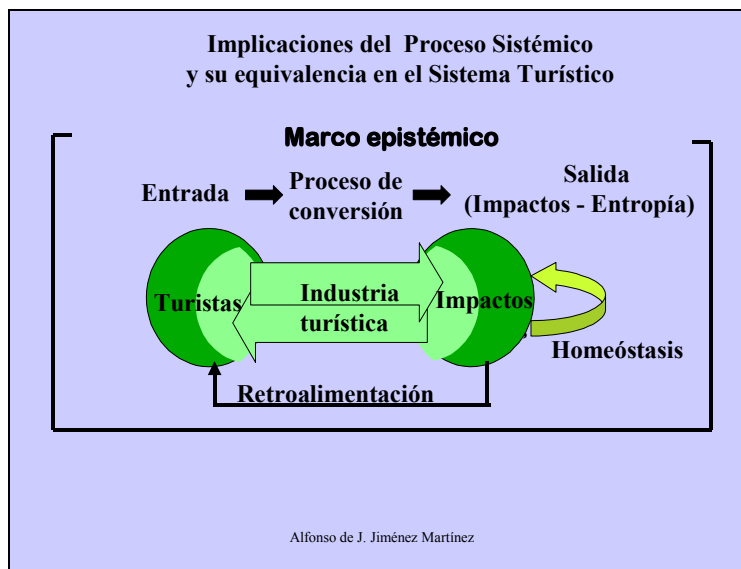 Implicaciones del Proceso Sistémico
y su equivalencia en el Sistema Turístico
Marco epistémico
Entrada
Proceso de
conversión
Salida
(Impactos - Entropía)
Turistas
Industria
turística
Impactos
Homeóstasis
Retroalimentación
Alfonso de J. Jiménez Martínez